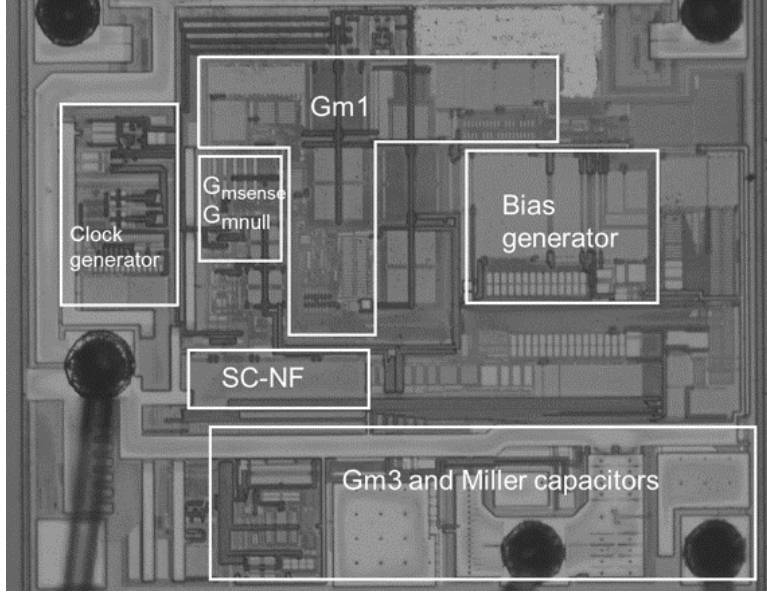 Gm1
Gmsense
Gmnull
Bias
generator
Clock
generator
SC-NF
Gm3 and Miller capacitors